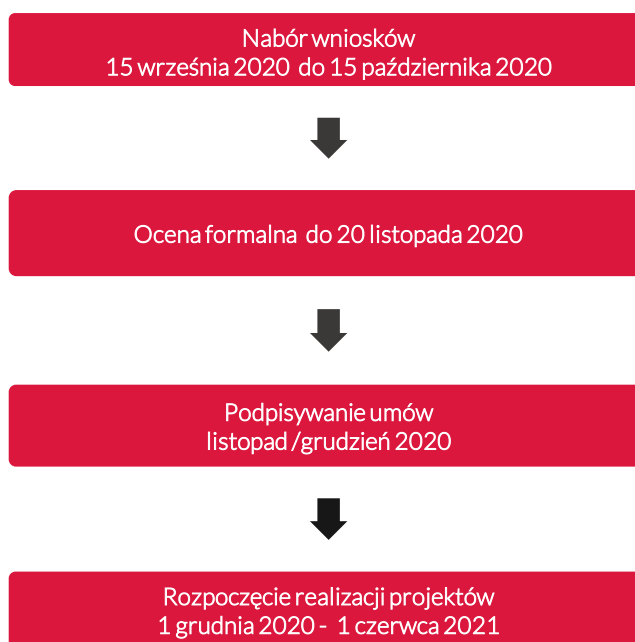 Nabór wniosków
15 września 2020 do 15 października 2020
Ocena formalna do 20 listopada 2020
Podpisywanie umów
listopad /grudzień 2020
Rozpoczęcie realizacji projektów
1 grudnia 2020 - 1 czerwca 2021